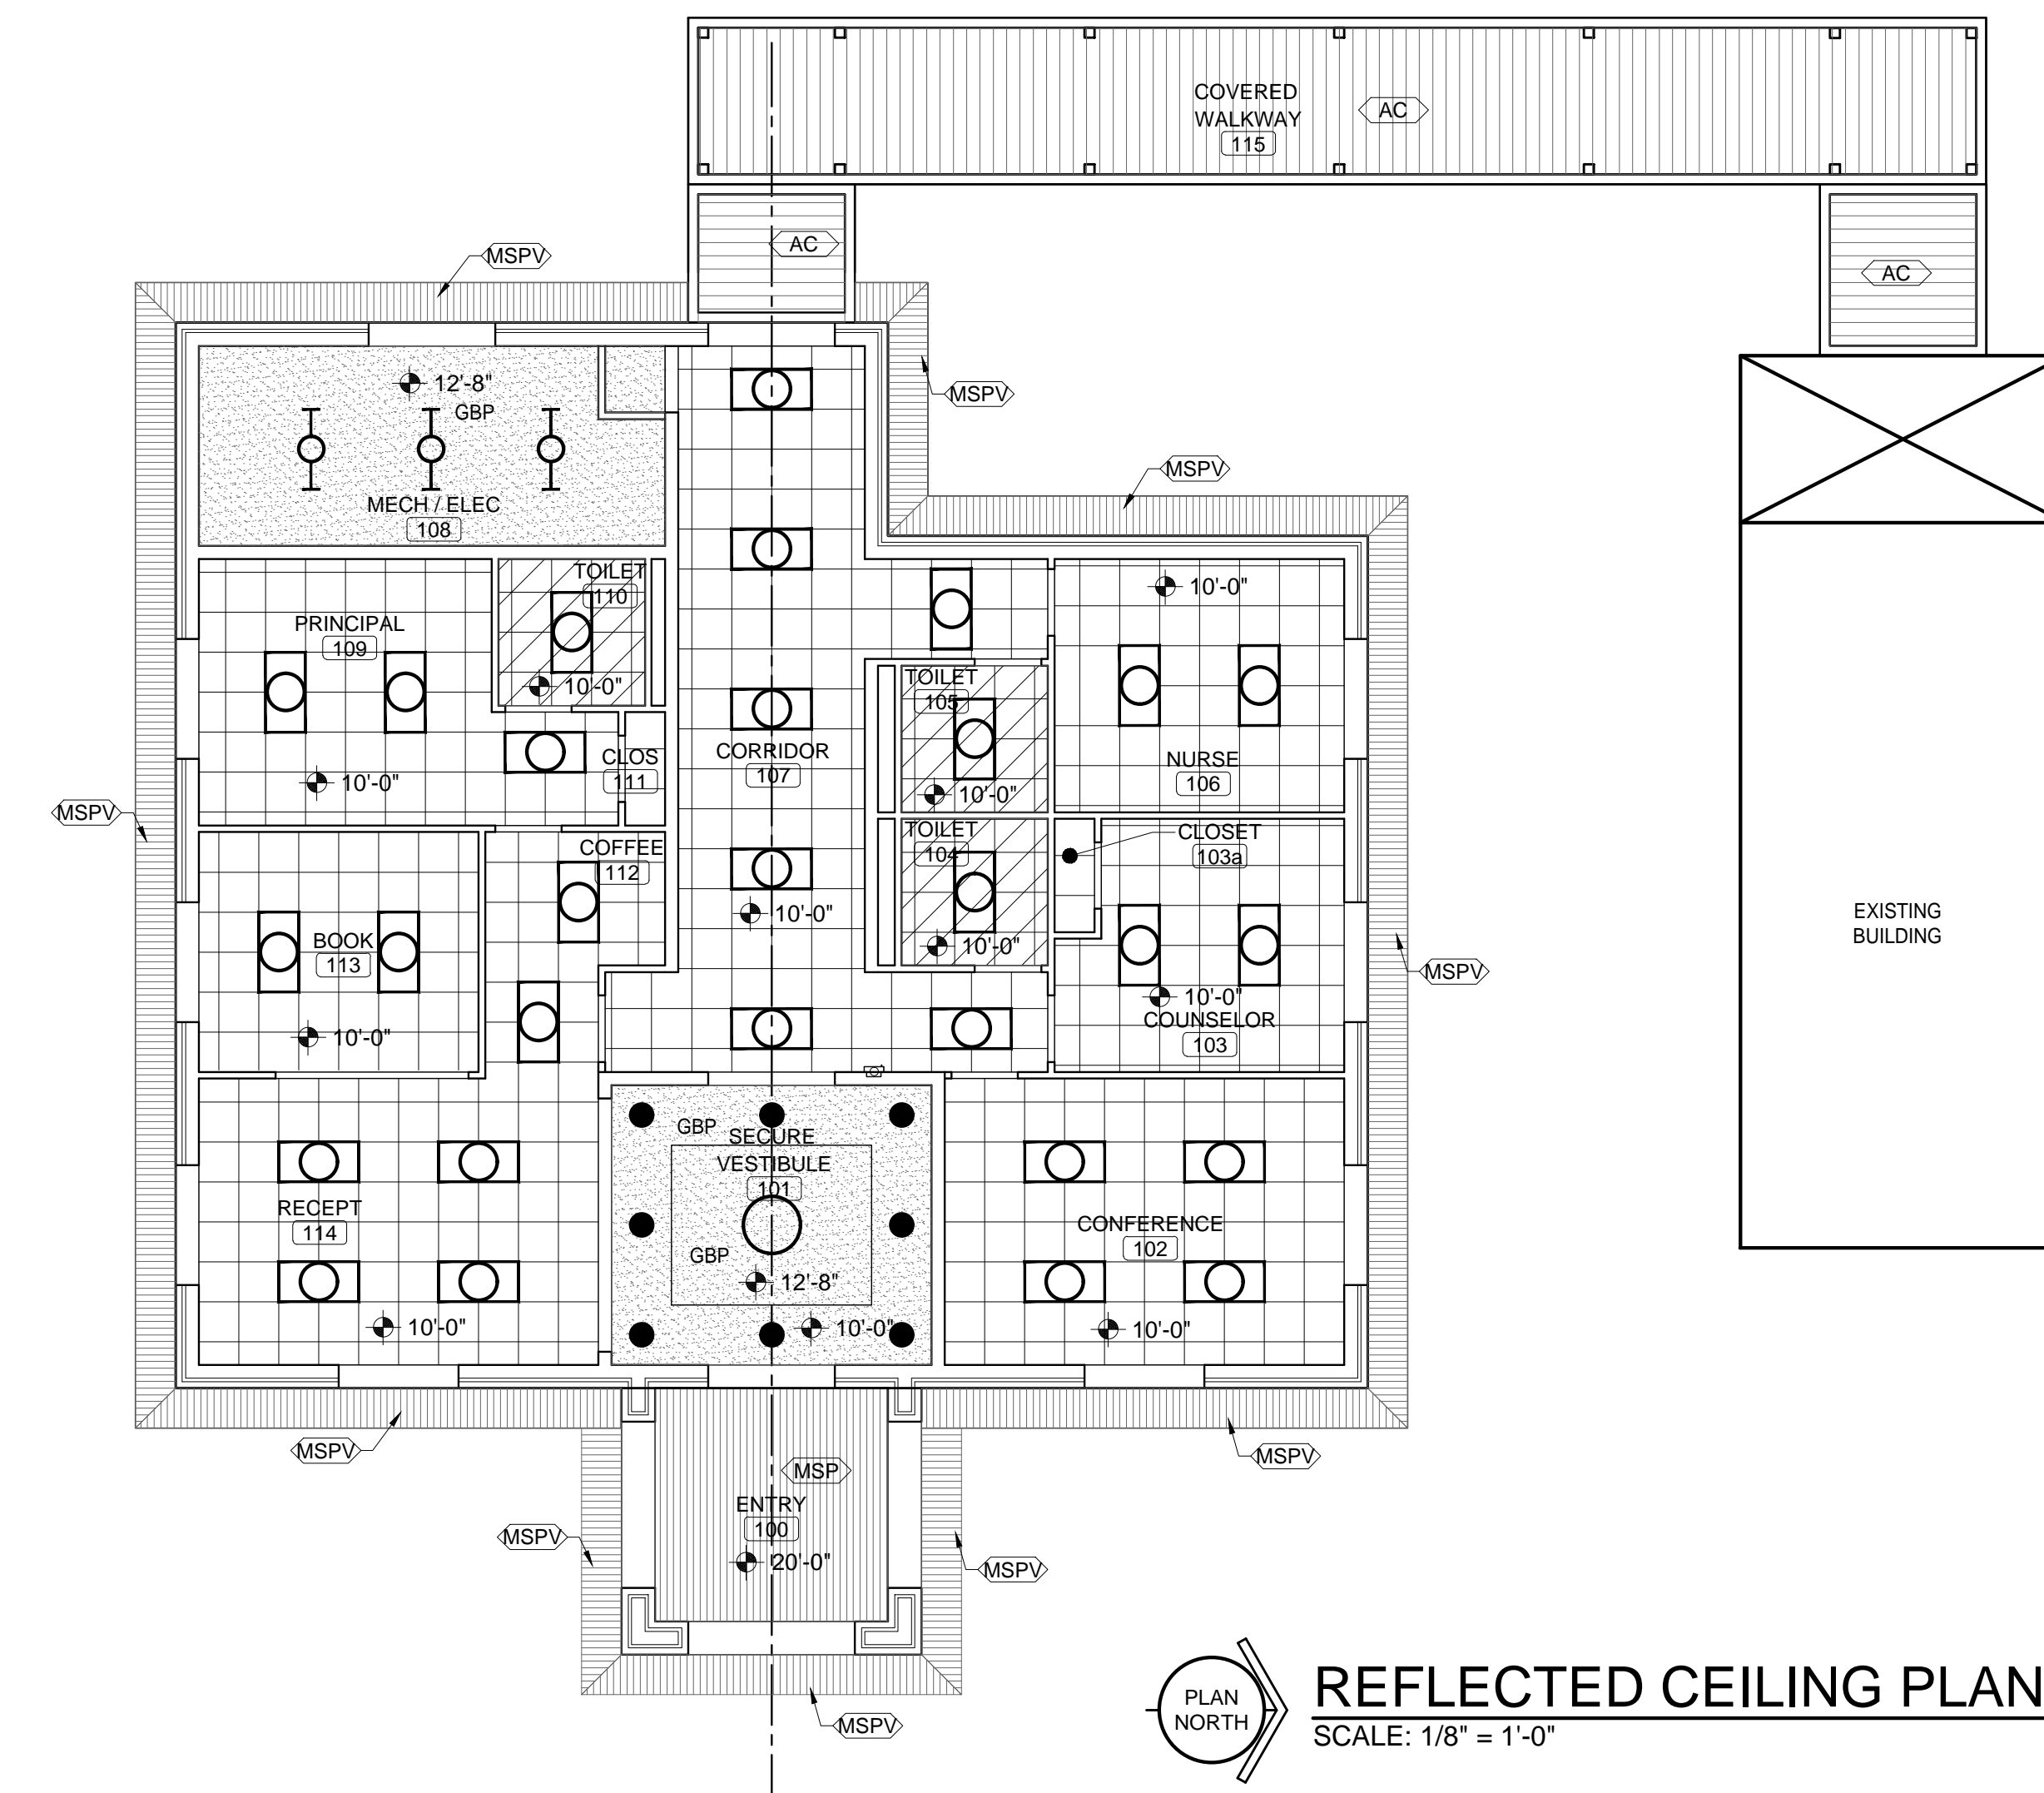 COVERED
WALKWAY
115
AC
AC
AC
MSPV
MSPV
MSPV
12'-8"
GBP
MECH / ELEC
108
TOILET
110
10'-0"
PRINCIPAL
109
10'-0"
CLOS
111
CORRIDOR
107
10'-0"
TOILET
105
10'-0"
10'-0"
NURSE
106
MSPV
COFFEE
112
TOILET
104
10'-0"
CLOSET
103a
10'-0"
COUNSELOR
103
BOOK
113
10'-0"
MSPV
EXISTING
BUILDING
GBP
SECURE
VESTIBULE
101
GBP
12'-8"
10'-0"
RECEPT
114
10'-0"
CONFERENCE
102
10'-0"
MSPV
MSPV
MSP
ENTRY
100
20'-0"
MSPV
MSPV
MSPV
PLAN
NORTH
REFLECTED CEILING PLAN
SCALE: 1/8" = 1'-0"